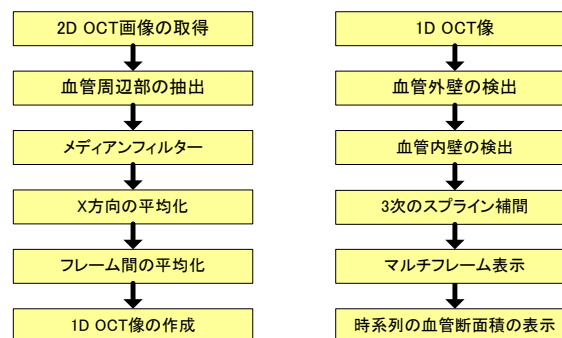 2D OCT画像の取得
血管周辺部の抽出
メディアンフィルター
X方向の平均化
フレーム間の平均化
1D OCT像の作成
1D OCT像
血管外壁の検出
血管内壁の検出
3次のスプライン補間
マルチフレーム表示
時系列の血管断面積の表示